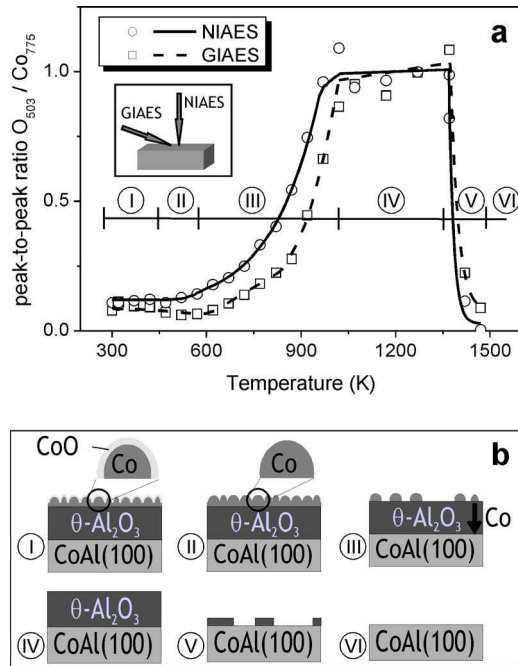 NIAES
GIAES
a
peak-to-peak ratio O503 / Co775
1.0
0.5
0.0
GIAES
NIAES
I
II
III
IV
V
VI
300
600
900
1200
1500
Temperature (K)
b
CoO
Co
Co
θ-Al2O3
θ-Al2O3
θ-Al2O3
Co
I
CoAl(100)
II
CoAl(100)
III
CoAl(100)
θ-Al2O3
IV
CoAl(100)
V
CoAl(100)
VI
CoAl(100)